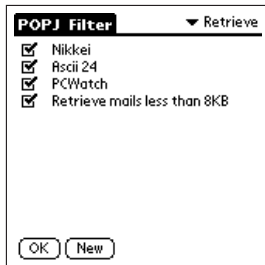 POPJ Filter Retrieve
Nikkei
Ascii 24
PCWatch
Retrieve mails less than 8KB
OK New